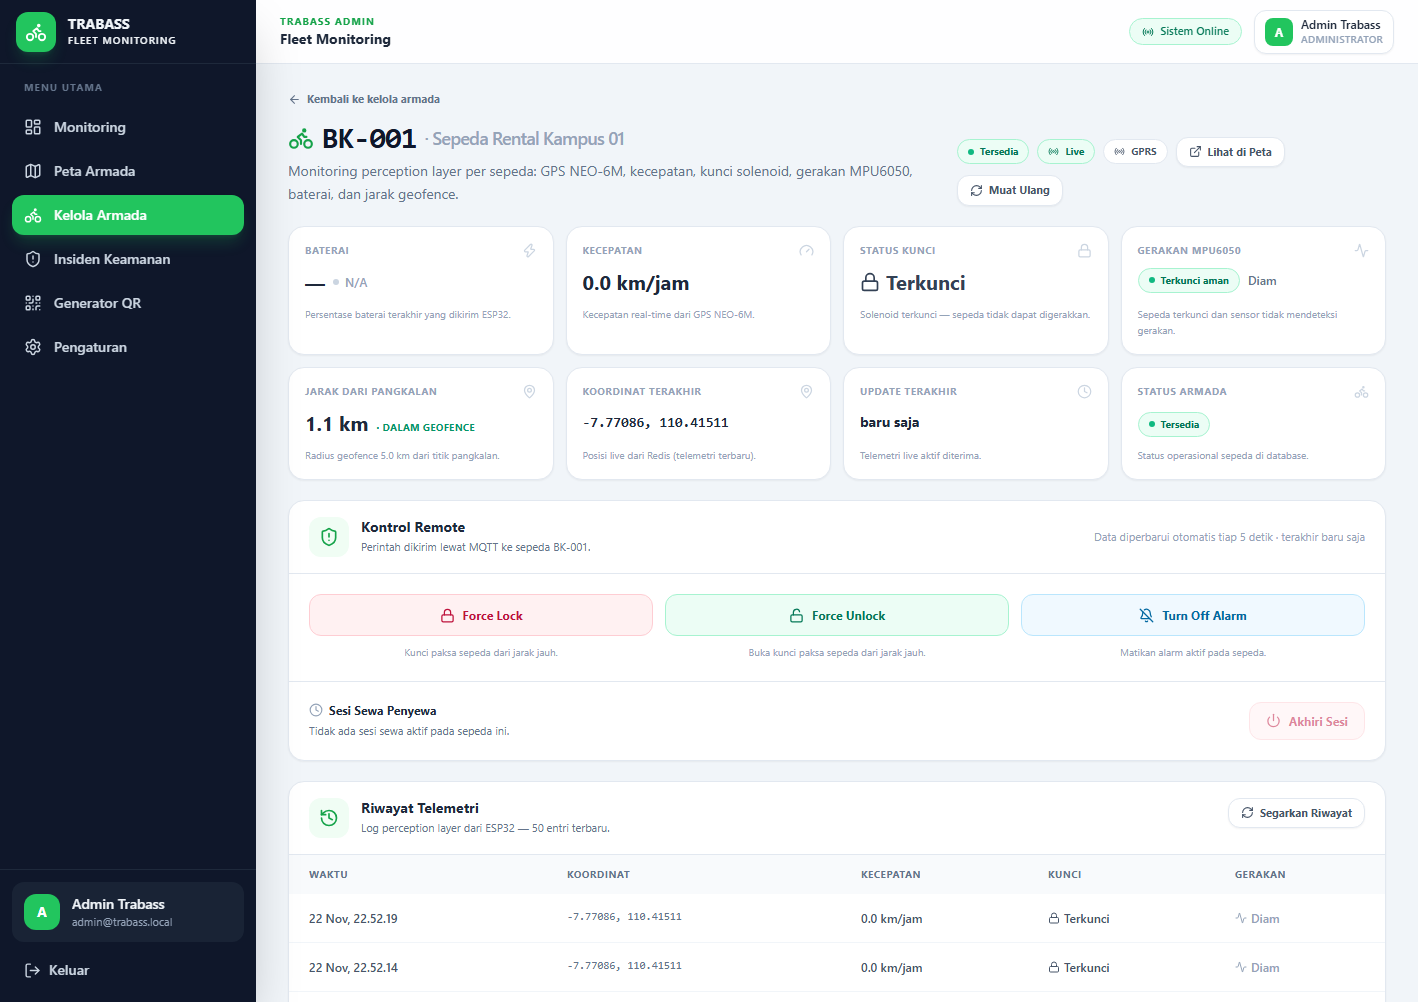 TRABASS
FLEET MONITORING
MENU UTAMA
Monitoring
Peta Armada
Kelola Armada
Insiden Keamanan
Generator QR
Pengaturan
A
Admin Trabass
admin@trabass.local
Keluar
TRABASS ADMIN
Fleet Monitoring
Sistem Online
A
Admin Trabass
ADMINISTRATOR
Kembali ke kelola armada
BK-001 · Sepeda Rental Kampus 01
Monitoring perception layer per sepeda: GPS NEO-6M, kecepatan, kunci solenoid, gerakan MPU6050,
baterai, dan jarak geofence.
Tersedia
Live
GPRS
Lihat di Peta
Muat Ulang
BATERAI
— N/A
Persentase baterai terakhir yang dikirim ESP32.
KECEPATAN
0.0 km/jam
Kecepatan real-time dari GPS NEO-6M.
STATUS KUNCI
Terkunci
Solenoid terkunci — sepeda tidak dapat digerakkan.
GERAKAN MPU6050
Terkunci aman Diam
Sepeda terkunci dan sensor tidak mendeteksi
gerakan.
JARAK DARI PANGKALAN
1.1 km · DALAM GEOFENCE
Radius geofence 5.0 km dari titik pangkalan.
KOORDINAT TERAKHIR
-7.77086, 110.41511
Posisi live dari Redis (telemetri terbaru).
UPDATE TERAKHIR
baru saja
Telemetri live aktif diterima.
STATUS ARMADA
Tersedia
Status operasional sepeda di database.
Kontrol Remote
Perintah dikirim lewat MQTT ke sepeda BK-001.
Data diperbarui otomatis tiap 5 detik · terakhir baru saja
Force Lock
Kunci paksa sepeda dari jarak jauh.
Force Unlock
Buka kunci paksa sepeda dari jarak jauh.
Turn Off Alarm
Matikan alarm aktif pada sepeda.
Sesi Sewa Penyewa
Tidak ada sesi sewa aktif pada sepeda ini.
Akhiri Sesi
Riwayat Telemetri
Log perception layer dari ESP32 — 50 entri terbaru.
Segarkan Riwayat
WAKTU KOORDINAT KECEPATAN KUNCI GERAKAN
22 Nov, 22.52.19 -7.77086, 110.41511 0.0 km/jam Terkunci Diam
22 Nov, 22.52.14 -7.77086, 110.41511 0.0 km/jam Terkunci Diam